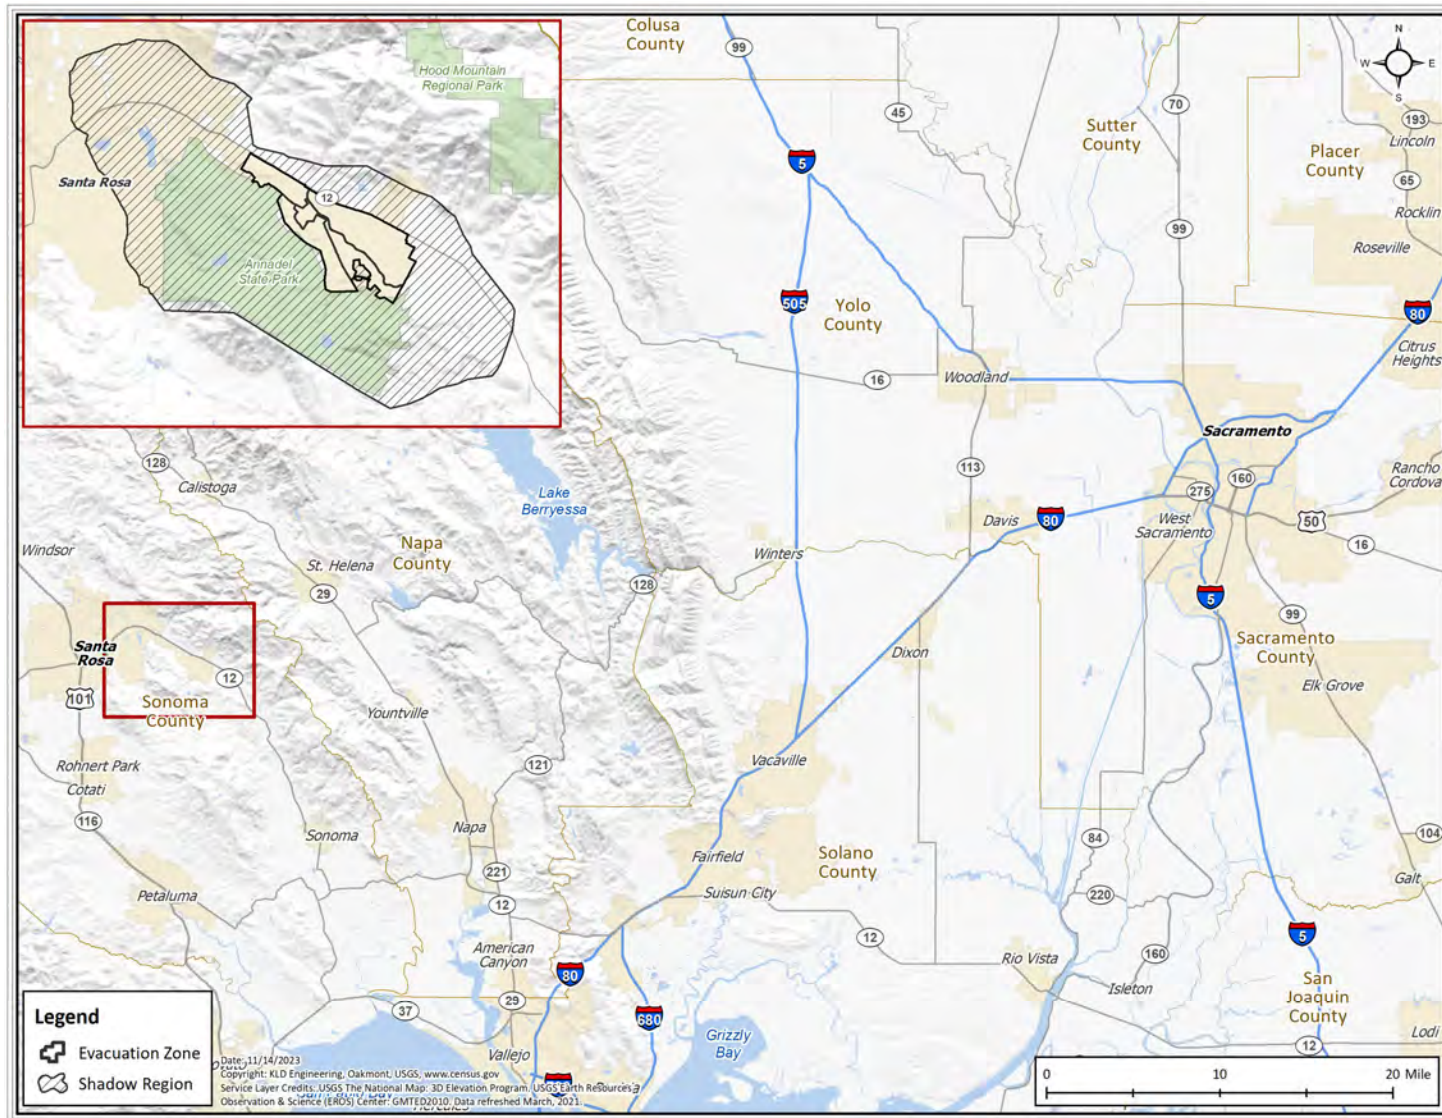 Colusa
County
99
Hood Mountain
Regional Park
Santa Rosa
12
Annadel
State Park
N
W E
S
45
70
193
Lincoln
Sutter
County
Placer
County
5
65
Rocklin
Roseville
99
505
Yolo
County
80
Citrus
Heights
Woodland
16
Sacramento
128
Calistoga
113
Rancho
Cordova
160
275
Lake
Berryessa
Davis
80
West
Sacramento
50
16
Windsor
Napa
County
St. Helena
29
Winters
128
5
99
Santa
Rosa
12
101
Sonoma
County
Yountville
Dixon
Sacramento
County
Elk Grove
Rohnert Park
Cotati
121
Vacaville
116
Sonoma
Napa
84
104
Fairfield
Solano
County
221
Petaluma
Suisun City
220
Galt
12
12
5
American
Canyon
80
Rio Vista
160
Isleton
San
Joaquin
County
29
37
680
Grizzly
Bay
12
Lodi
Vallejo
Legend
Evacuation Zone
Shadow Region
Date: 11/14/2023
Copyright: KLD Engineering, Oakmont, USGS, www.census.gov
Service Layer Credits: USGS The National Map: 3D Elevation Program. USGS Earth Resources
Observation & Science (EROS) Center: GMTED2010. Data refreshed March, 2021.
0 10 20 Mile